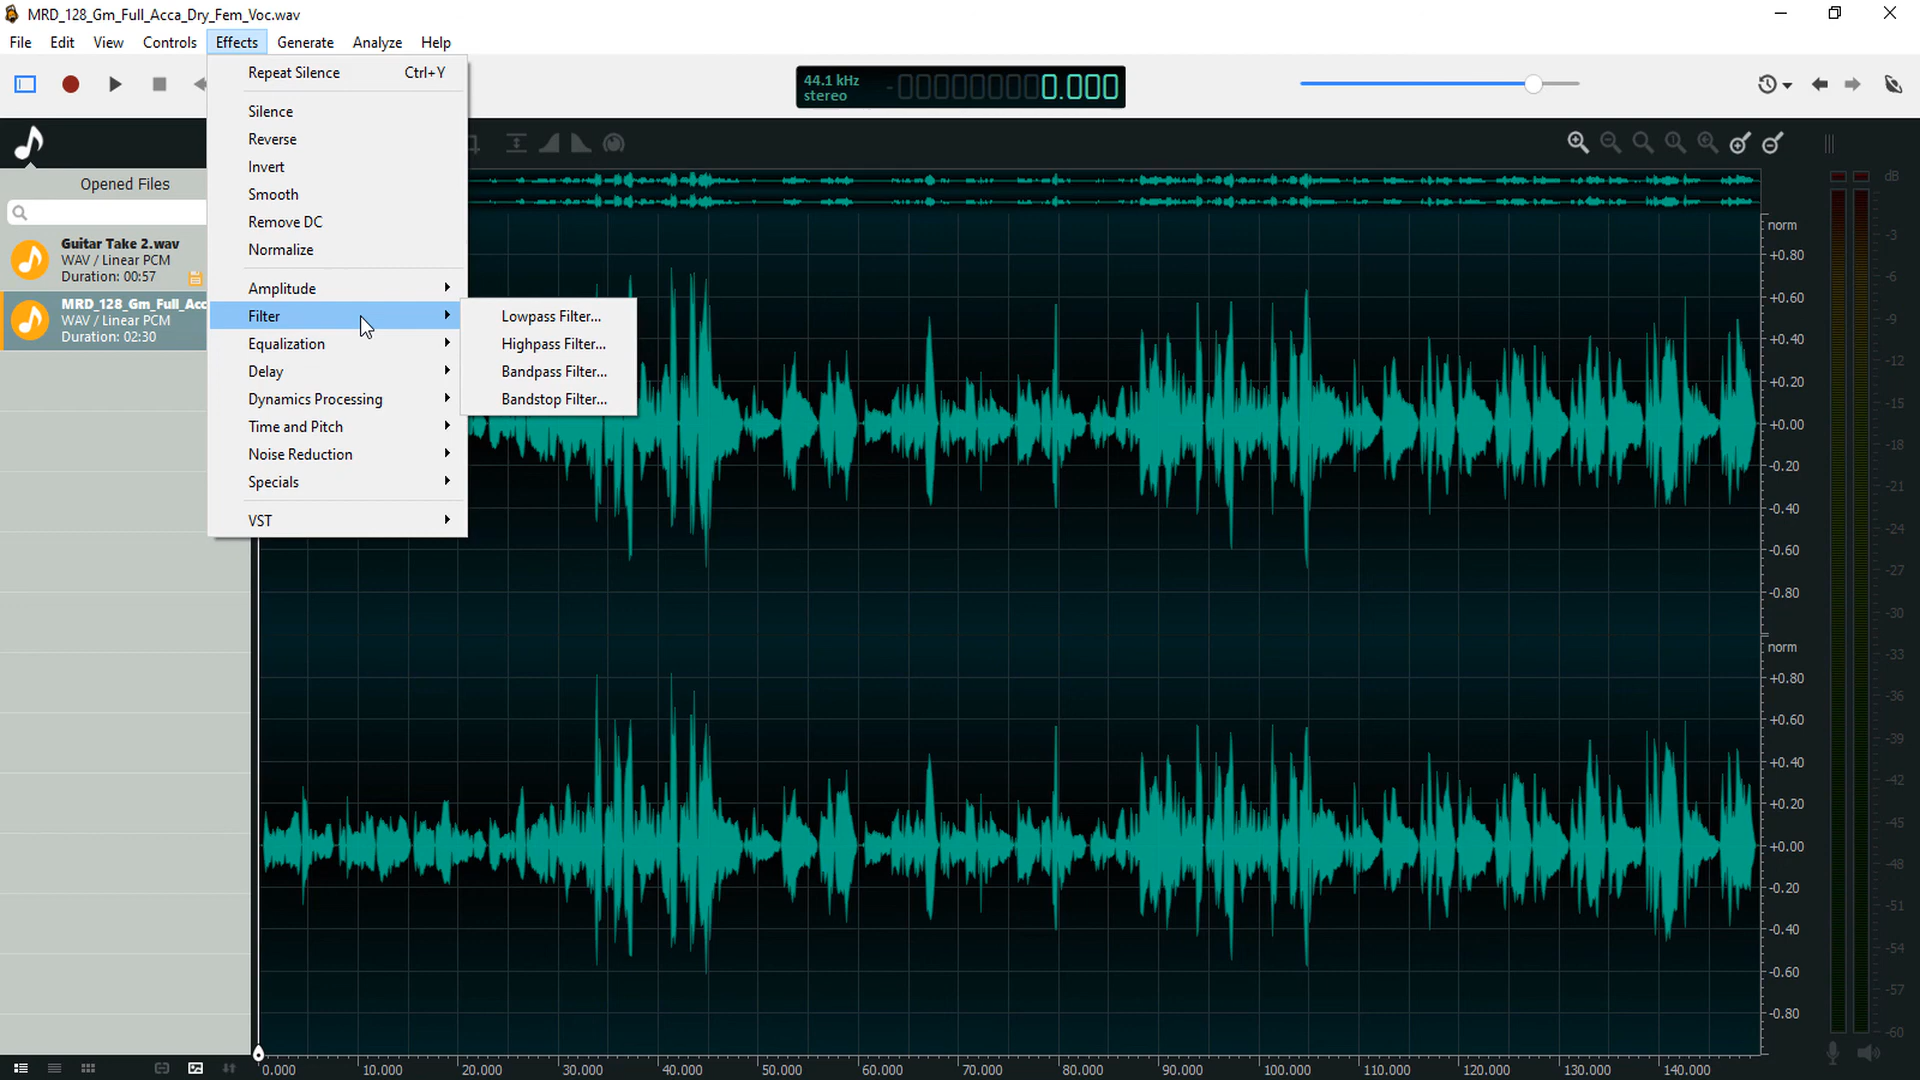 MRD_128_Gm_Full_Acca_Dry_Fem_Voc.wav
File Edit View Controls Effects Generate Analyze Help
44.1 kHz
stereo
0.000
Opened Files
Guitar Take 2.wav
WAV / Linear PCM
Duration: 00:57
MRD_128_Gm_Full_Acc
WAV / Linear PCM
Duration: 02:30
Repeat Silence Ctrl+Y
Silence
Reverse
Invert
Smooth
Remove DC
Normalize
Amplitude
Filter
Equalization
Delay
Dynamics Processing
Time and Pitch
Noise Reduction
Specials
VST
Lowpass Filter...
Highpass Filter...
Bandpass Filter...
Bandstop Filter...
norm
+0.80
+0.60
+0.40
+0.20
+0.00
-0.20
-0.40
-0.60
-0.80
norm
+0.80
+0.60
+0.40
+0.20
+0.00
-0.20
-0.40
-0.60
-0.80
dB
-3
-6
-9
-12
-15
-18
-21
-24
-27
-30
-33
-36
-39
-42
-45
-48
-51
-54
-57
-60
0.000 10.000 20.000 30.000 40.000 50.000 60.000 70.000 80.000 90.000 100.000 110.000 120.000 130.000 140.000